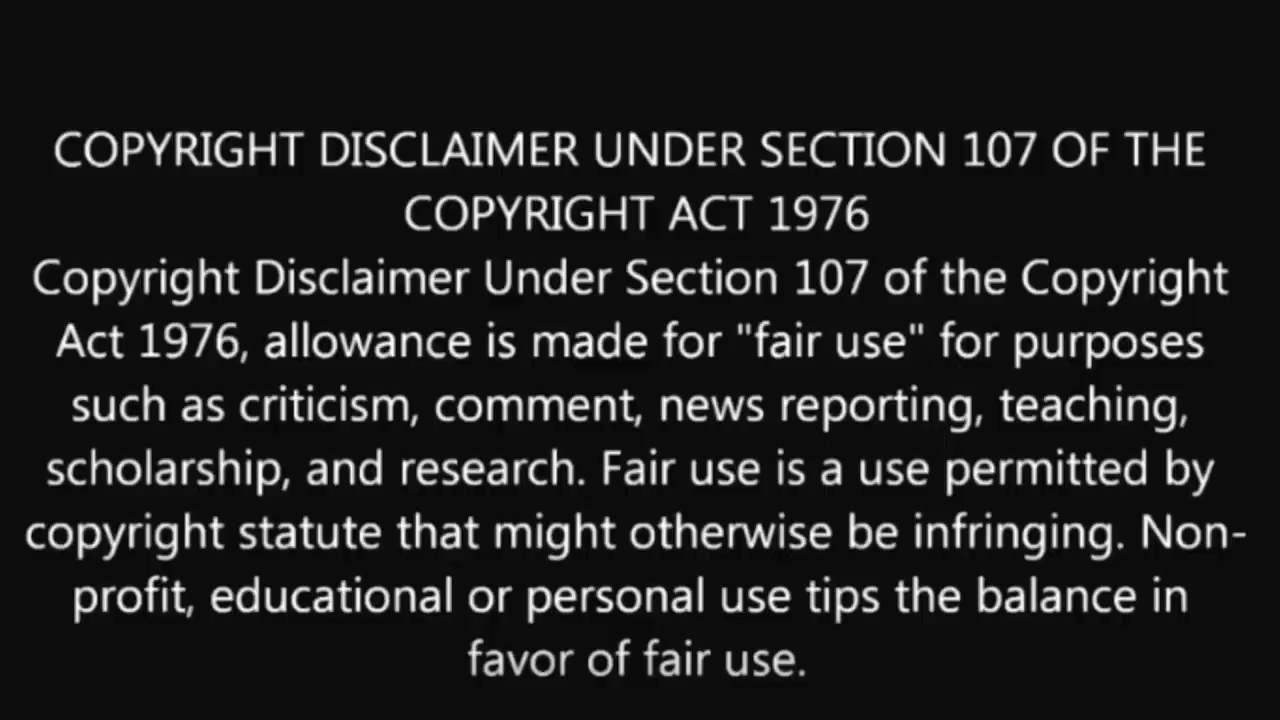 COPYRIGHT DISCLAIMER UNDER SECTION 107 OF THE
COPYRIGHT ACT 1976
Copyright Disclaimer Under Section 107 of the Copyright
Act 1976, allowance is made for "fair use" for purposes
such as criticism, comment, news reporting, teaching,
scholarship, and research. Fair use is a use permitted by
copyright statute that might otherwise be infringing. Non-
profit, educational or personal use tips the balance in
favor of fair use.